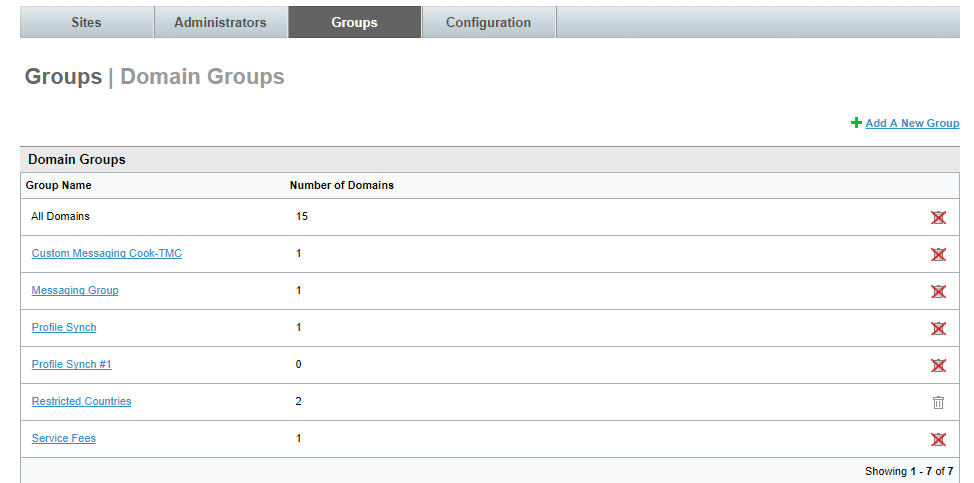 Sites Administrators Groups Configuration
Groups | Domain Groups
Add A New Group
Domain Groups
Group Name Number of Domains
All Domains 15
Custom Messaging Cook-TMC 1
Messaging Group 1
Profile Synch 1
Profile Synch #1 0
Restricted Countries 2
Service Fees 1
Showing 1 - 7 of 7